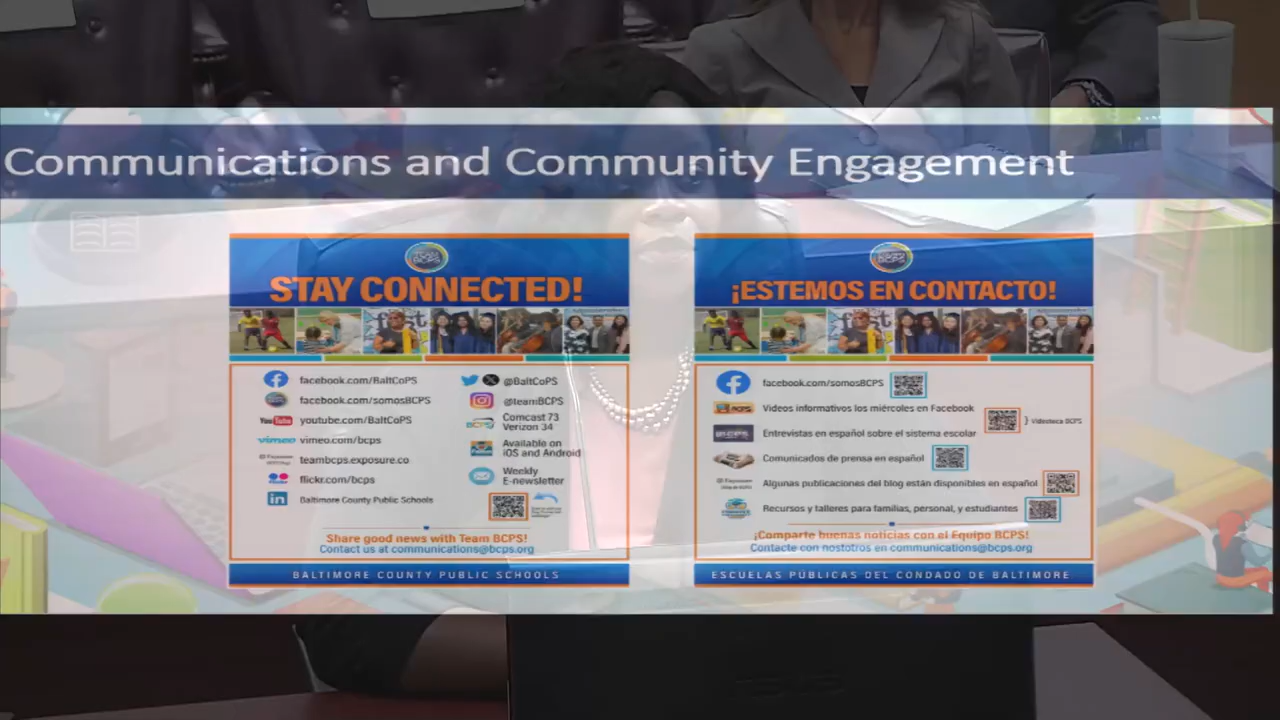 Communications and Community Engagement
STAY CONNECTED!
facebook.com/BaltCoPS
facebook.com/somosBCPS
YouTube youtube.com/BaltCoPS
vimeo vimeo.com/bcps
teambcps.exposure.co
flickr.com/bcps
in Baltimore County Public Schools
@BaltCoPS
@teamBCPS
Comcast 73
Verizon 34
Available on
iOS and Android
Weekly
E-newsletter
Share good news with Team BCPS!
Contact us at communications@bcps.org
BALTIMORE COUNTY PUBLIC SCHOOLS
¡ESTEMOS EN CONTACTO!
facebook.com/somosBCPS
Videos informativos los miércoles en Facebook
} Videoteca BCPS
Entrevistas en español sobre el sistema escolar
Comunicados de prensa en español
Algunas publicaciones del blog están disponibles en español
Recursos y talleres para familias, personal, y estudiantes
¡Comparte buenas noticias con el Equipo BCPS!
Contacte con nostotros en communications@bcps.org
ESCUELAS PÚBLICAS DEL CONDADO DE BALTIMORE